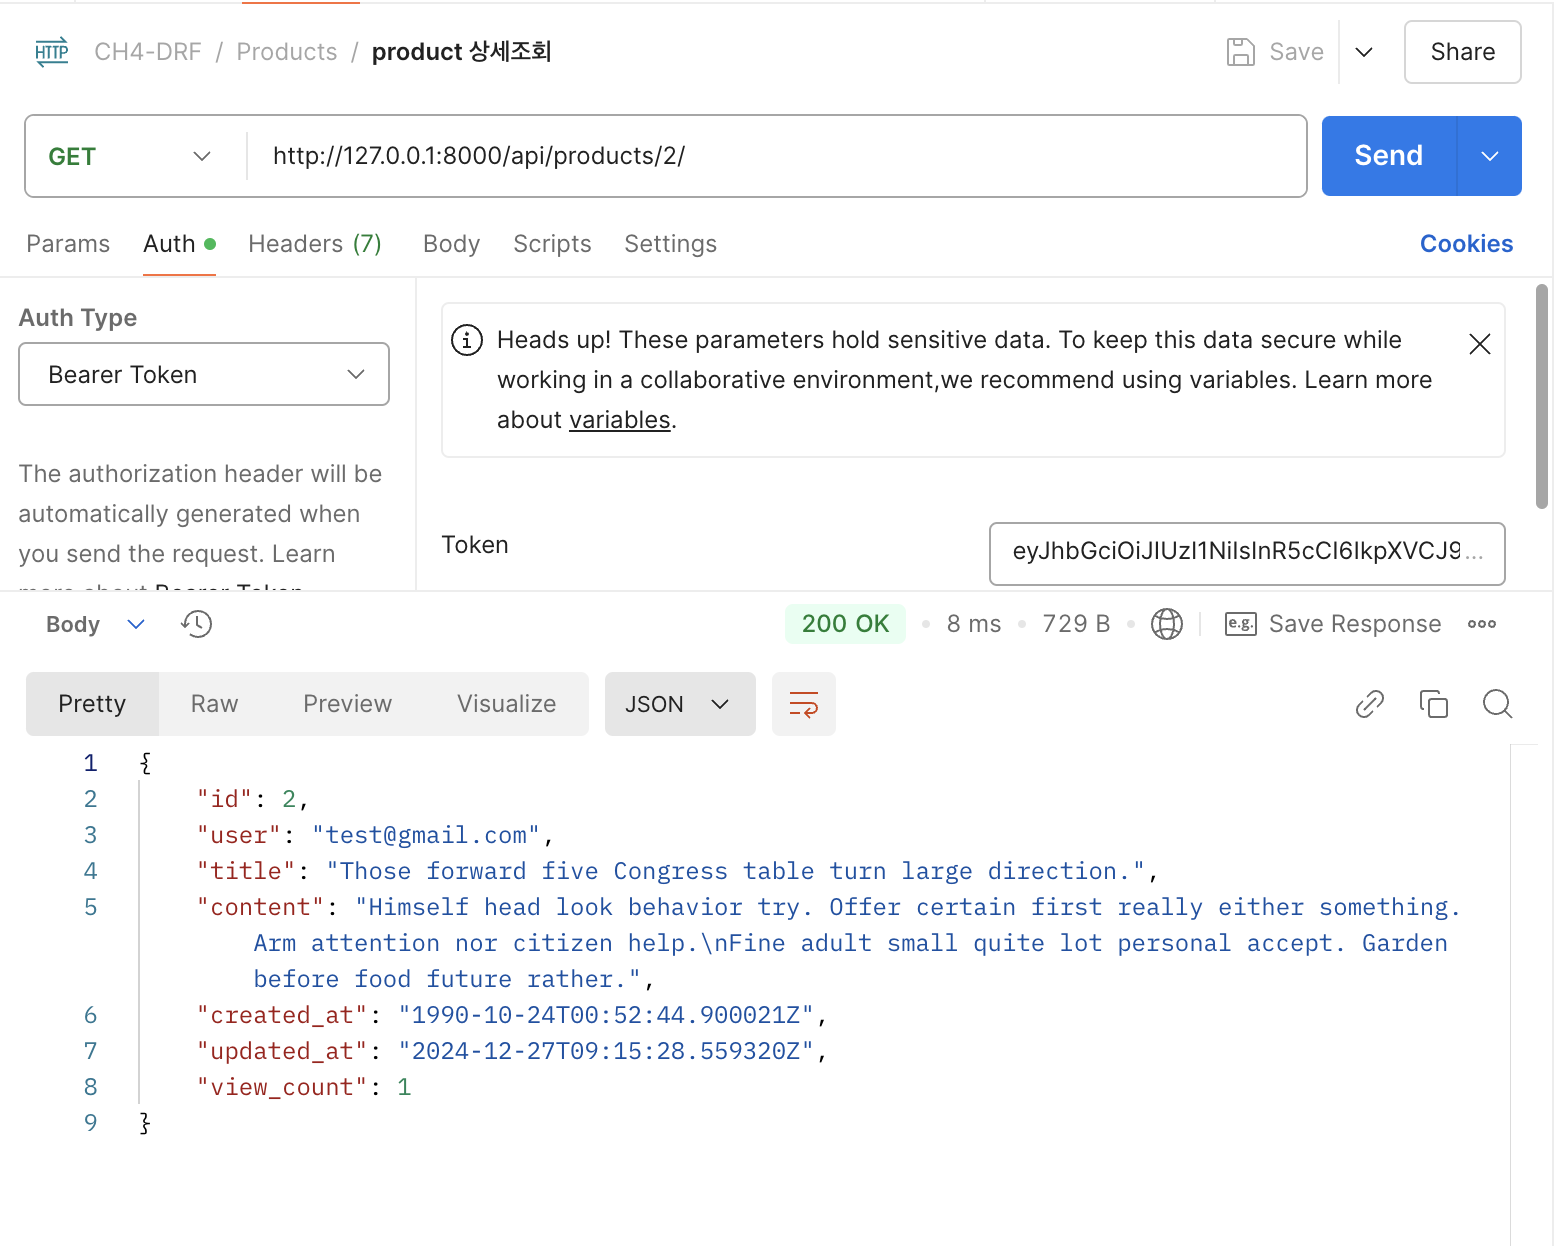 HTTP CH4-DRF / Products / product 상세조회 Save Share
GET http://127.0.0.1:8000/api/products/2/ Send
Params Auth Headers (7) Body Scripts Settings Cookies
Auth Type
Bearer Token
The authorization header will be
automatically generated when
you send the request. Learn
more about Bearer Token.
Heads up! These parameters hold sensitive data. To keep this data secure while
working in a collaborative environment,we recommend using variables. Learn more
about variables.
Token eyJhbGciOiJIUzI1NiIsInR5cCI6IkpXVCJ9...
Body 200 OK 8 ms 729 B e.g. Save Response
Pretty Raw Preview Visualize JSON
1 {
2 "id": 2,
3 "user": "test@gmail.com",
4 "title": "Those forward five Congress table turn large direction.",
5 "content": "Himself head look behavior try. Offer certain first really either something.
Arm attention nor citizen help.\nFine adult small quite lot personal accept. Garden
before food future rather.",
6 "created_at": "1990-10-24T00:52:44.900021Z",
7 "updated_at": "2024-12-27T09:15:28.559320Z",
8 "view_count": 1
9 }